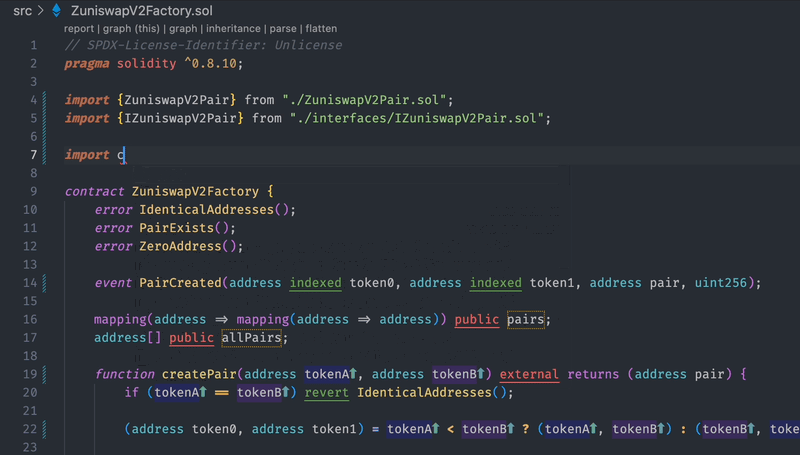 src > ZuniswapV2Factory.sol
report | graph (this) | graph | inheritance | parse | flatten
1 // SPDX-License-Identifier: Unlicense
2 pragma solidity ^0.8.10;
3
4 import {ZuniswapV2Pair} from "./ZuniswapV2Pair.sol";
5 import {IZuniswapV2Pair} from "./interfaces/IZuniswapV2Pair.sol";
6
7 import c
8
9 contract ZuniswapV2Factory {
10 error IdenticalAddresses();
11 error PairExists();
12 error ZeroAddress();
13
14 event PairCreated(address indexed token0, address indexed token1, address pair, uint256);
15
16 mapping(address ⇒ mapping(address ⇒ address)) public pairs;
17 address[] public allPairs;
18
19 function createPair(address tokenA⬆, address tokenB⬆) external returns (address pair) {
20 if (tokenA⬆ == tokenB⬆) revert IdenticalAddresses();
21
22 (address token0, address token1) = tokenA⬆ < tokenB⬆ ? (tokenA⬆, tokenB⬆) : (tokenB⬆, toke
23